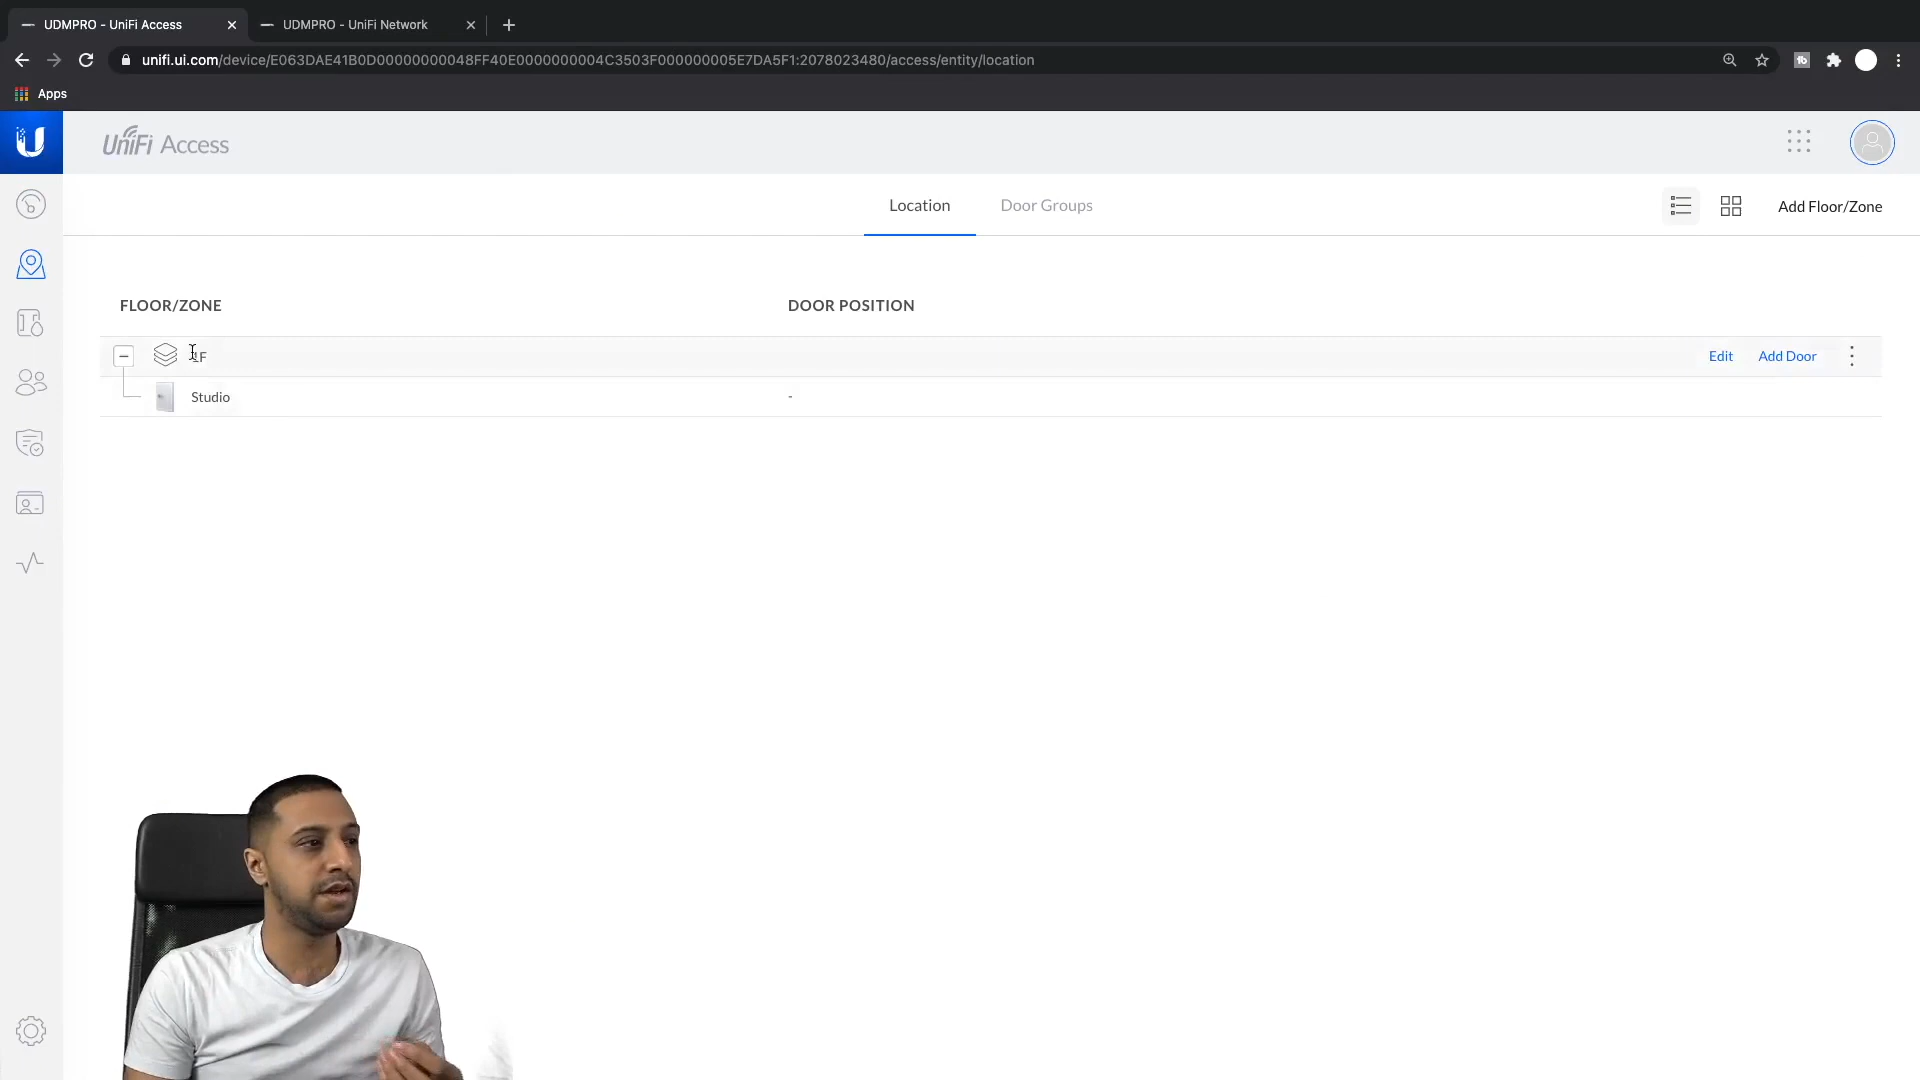 UDMPRO - UniFi Access
UDMPRO - UniFi Network
unifi.ui.com/device/E063DAE41B0D00000000048FF40E0000000004C3503F000000005E7DA5F1:2078023480/access/entity/location
Apps
UniFi Access
Location
Door Groups
Add Floor/Zone
FLOOR/ZONE
DOOR POSITION
1F
Edit
Add Door
Studio
-